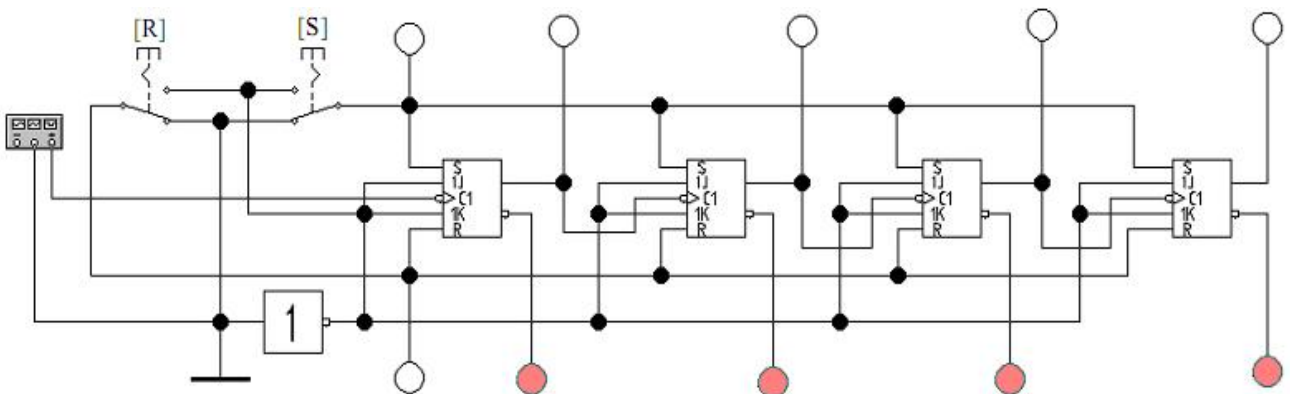 [R] [S]
S S S S
1J 1J 1J 1J
C1 C1 C1 C1
1K 1K 1K 1K
R R R R
1